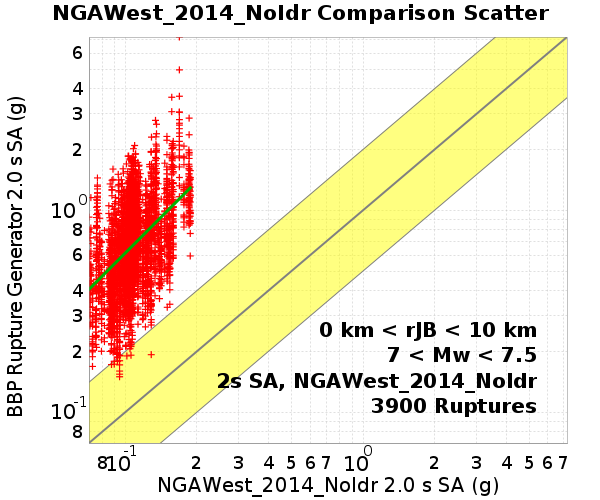 NGAWest_2014_NoIdr Comparison Scatter
BBP Rupture Generator 2.0 s SA (g)
6
4
3
2
10^0
8
6
4
3
2
10^-1
8
0 km < rJB < 10 km
7 < Mw < 7.5
2s SA, NGAWest_2014_NoIdr
3900 Ruptures
8 10^-1 2 3 4 5 6 7 10^0 2 3 4 5 6 7
NGAWest_2014_NoIdr 2.0 s SA (g)